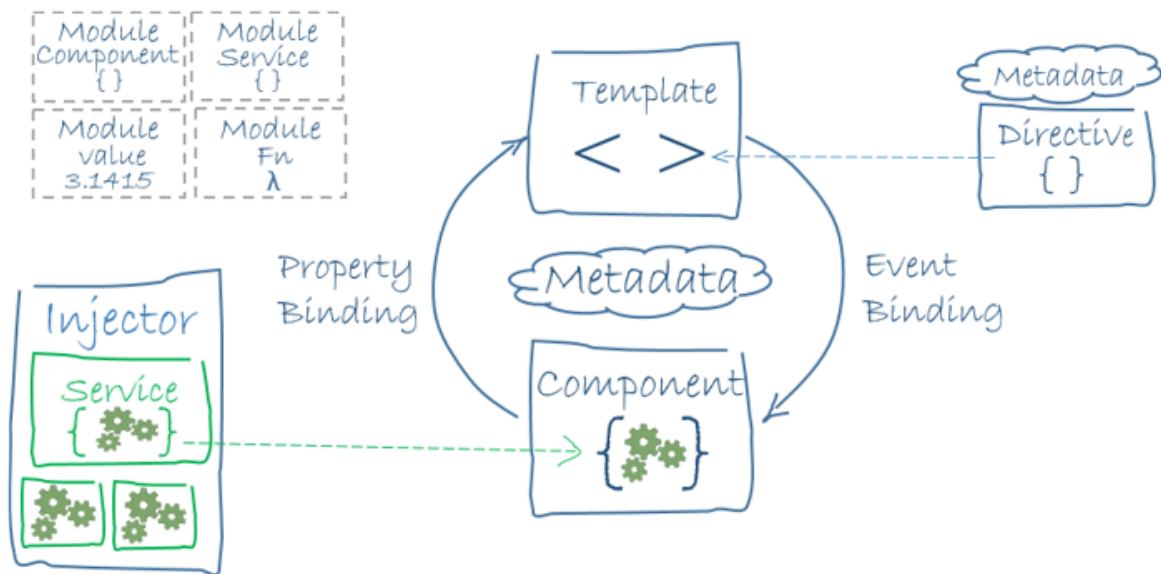 Module
Component
{ }
Module
Service
{ }
Module
value
3.1415
Module
Fn
λ
Template
< >
Metadata
Directive
{ }
Property
Binding
Metadata
Event
Binding
Injector
Service
{ }
Component
{ }